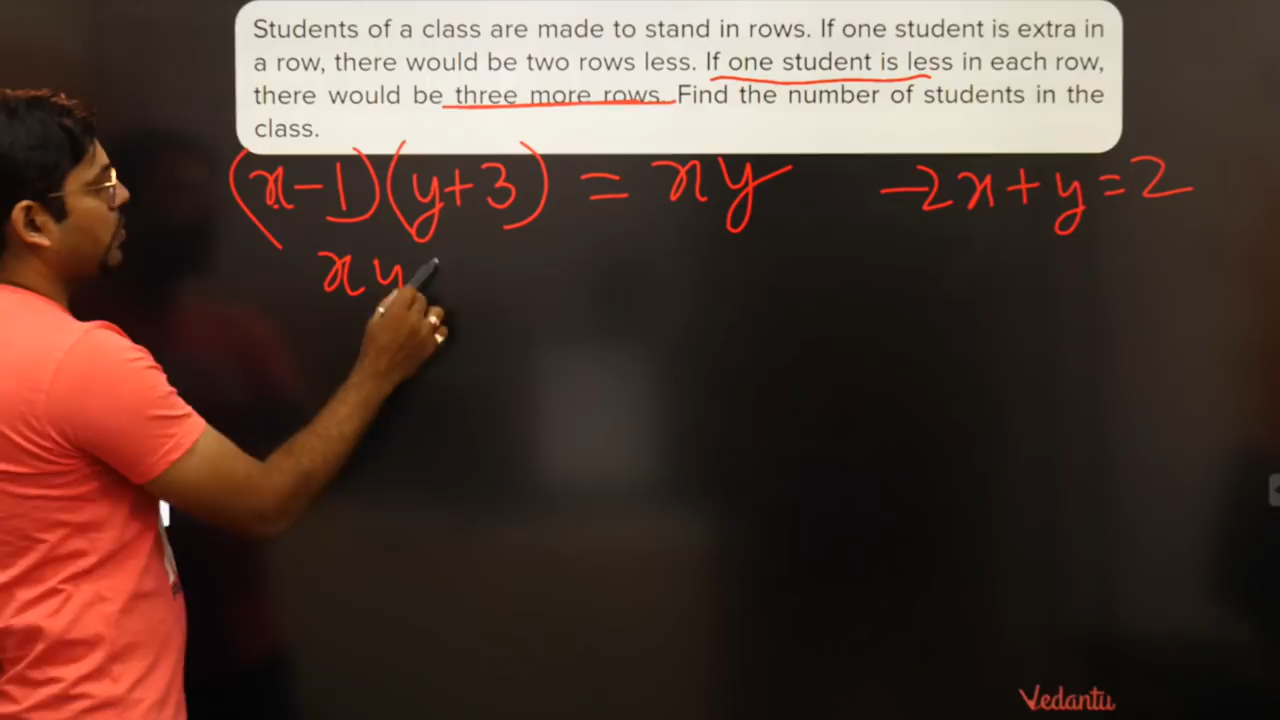 Students of a class are made to stand in rows. If one student is extra in
a row, there would be two rows less. If one student is less in each row,
there would be three more rows. Find the number of students in the
class.
(x-1)(y+3) = xy
-2x+y=2
xy
Vedantu